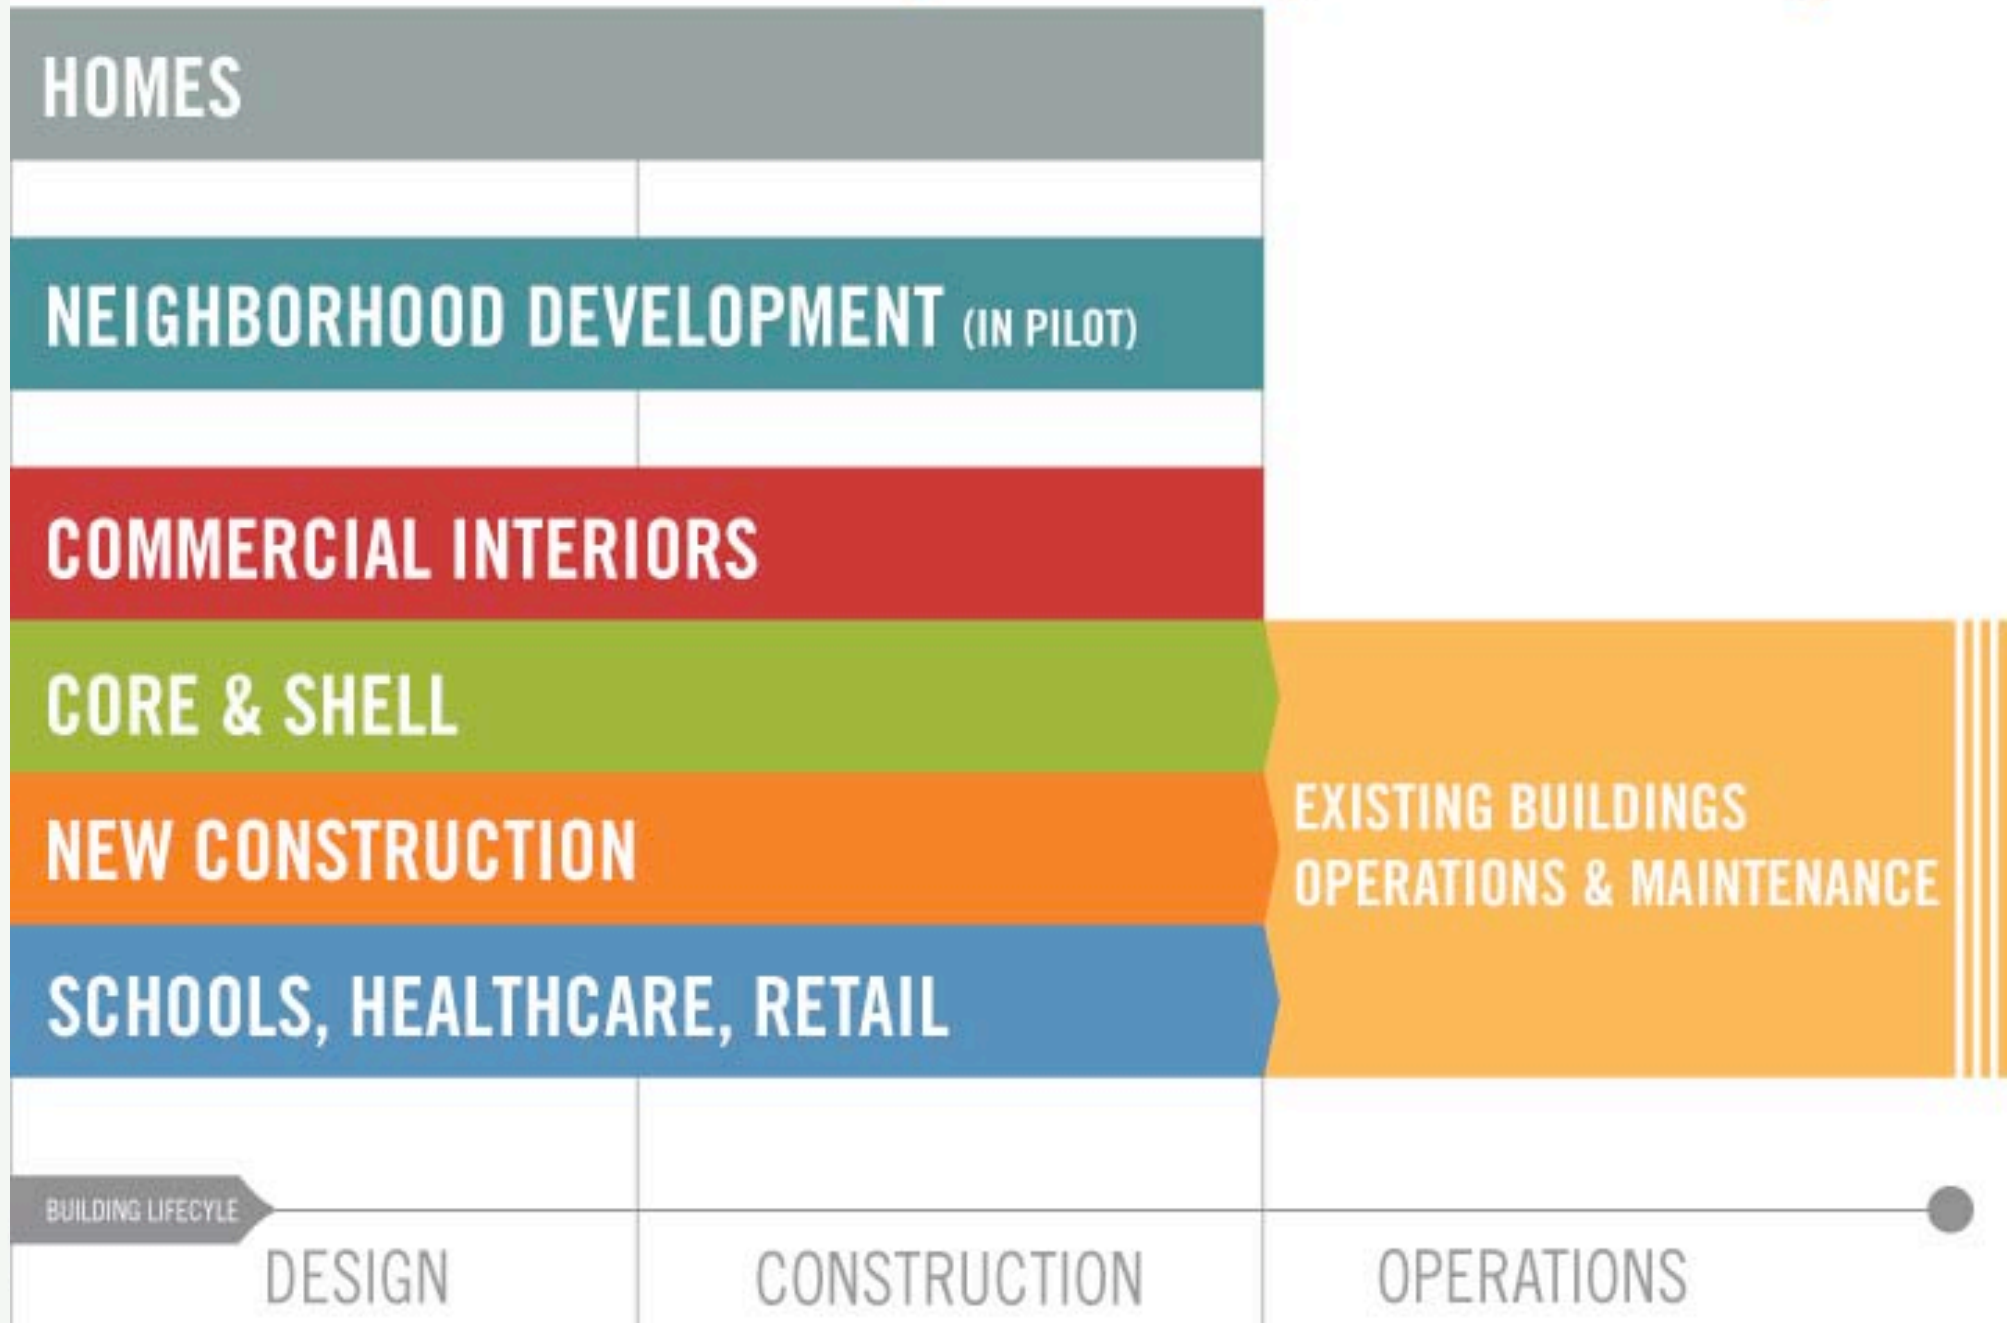 HOMES
NEIGHBORHOOD DEVELOPMENT (IN PILOT)
COMMERCIAL INTERIORS
CORE & SHELL
NEW CONSTRUCTION
SCHOOLS, HEALTHCARE, RETAIL
EXISTING BUILDINGS
OPERATIONS & MAINTENANCE
BUILDING LIFECYLE
DESIGN
CONSTRUCTION
OPERATIONS